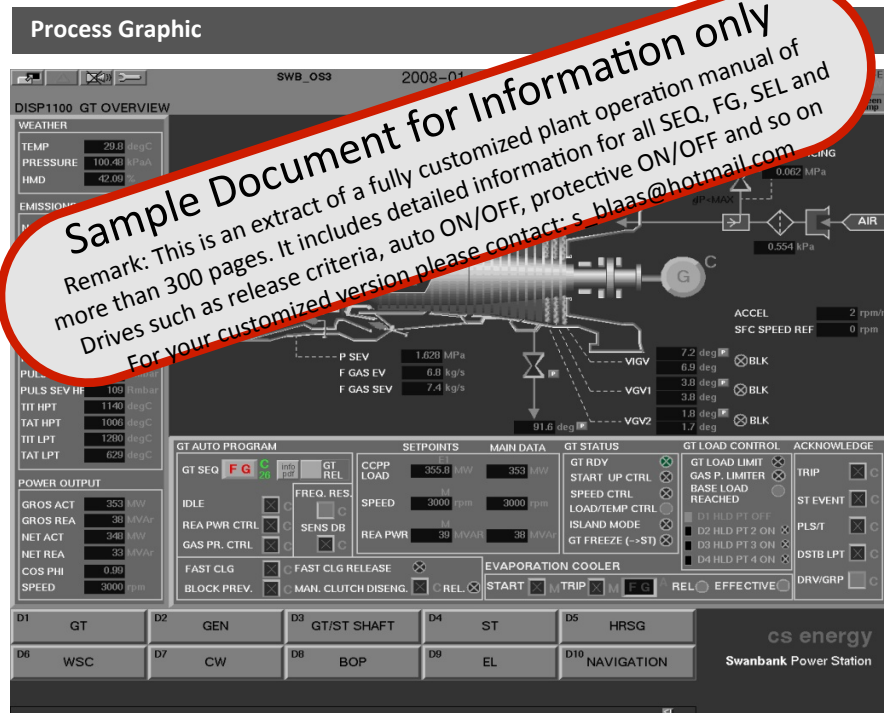 Process Graphic
SWB_OS3
2008-01
DISP1100 GT OVERVIEW
Sample Document for Information only
Remark: This is an extract of a fully customized plant operation manual of
more than 300 pages. It includes detailed information for all SEQ, FG, SEL and
Drives such as release criteria, auto ON/OFF, protective ON/OFF and so on
For your customized version please contact: s_blaas@hotmail.com
WEATHER
TEMP 29.8 degC
PRESSURE 100.48 kPaA
HMD 42.09 %
EMISSIONS
PULS SEV HF 109 Rmbar
TIT HPT 1140 degC
TAT HPT 1006 degC
TIT LPT 1280 degC
TAT LPT 629 degC
POWER OUTPUT
GROS ACT 353 MW
GROS REA 38 MVAr
NET ACT 348 MW
NET REA 33 MVAr
COS PHI 0.99
SPEED 3000 rpm
0.062 MPa
dP<MAX
AIR
0.554 kPa
G C
ACCEL 2 rpm/m
SFC SPEED REF 0 rpm
P SEV 1.628 MPa
F GAS EV 6.8 kg/s
F GAS SEV 7.4 kg/s
P
91.6 deg P
VIGV 7.2 deg P
6.9 deg
BLK
VGV1 3.8 deg P
3.8 deg
BLK
VGV2 1.8 deg P
1.7 deg
BLK
GT AUTO PROGRAM
GT SEQ F G C 26 info pdf GT REL
IDLE C
REA PWR CTRL C
GAS PR. CTRL C
FREQ. RES.
C
SENS DB
C
FAST CLG C
FAST CLG RELEASE
BLOCK PREV. C
MAN. CLUTCH DISENG. C REL.
SETPOINTS MAIN DATA
CCPP LOAD 355.8 MW 353 MW
M
SPEED 3000 rpm 3000 rpm
M
REA PWR 39 MVAR 38 MVAR
GT STATUS
GT RDY
START UP CTRL
SPEED CTRL
LOAD/TEMP CTRL
ISLAND MODE
GT FREEZE (->ST)
GT LOAD CONTROL
GT LOAD LIMIT
GAS P. LIMITER
BASE LOAD REACHED
D1 HLD PT OFF
D2 HLD PT 2 ON
D3 HLD PT 3 ON
D4 HLD PT 4 ON
ACKNOWLEDGE
TRIP C
ST EVENT C
PLS/T C
DSTB LPT C
DRV/GRP C
EVAPORATION COOLER
START M TRIP M F G A REL EFFECTIVE
D1 GT
D2 GEN
D3 GT/ST SHAFT
D4 ST
D5 HRSG
D6 WSC
D7 CW
D8 BOP
D9 EL
D10 NAVIGATION
cs energy
Swanbank Power Station